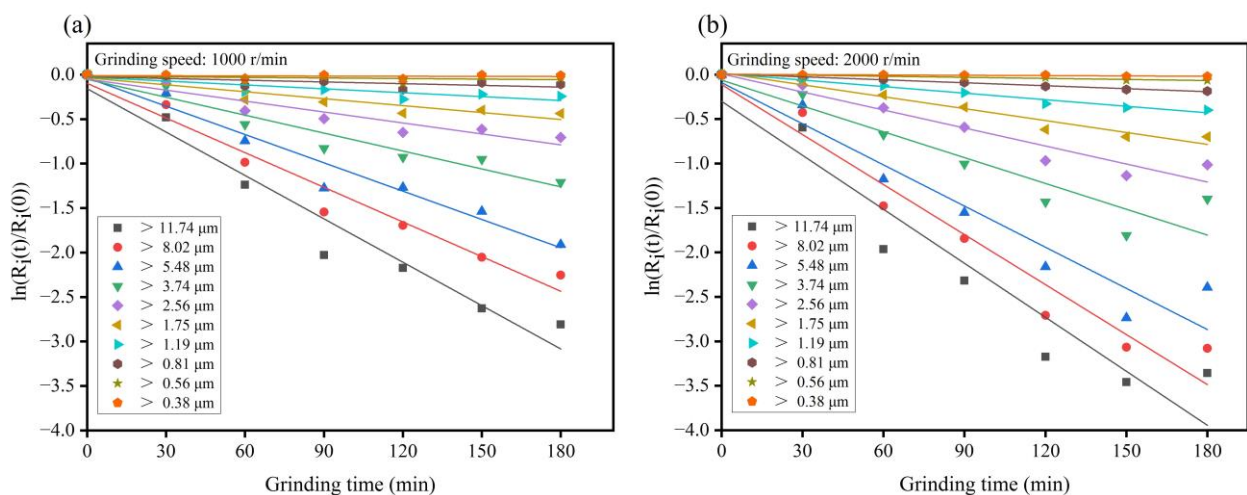 (a)
Grinding speed: 1000 r/min
0.0
−0.5
−1.0
−1.5
−2.0
−2.5
−3.0
−3.5
−4.0
ln(Ri(t)/Ri(0))
> 11.74 μm
> 8.02 μm
> 5.48 μm
> 3.74 μm
> 2.56 μm
> 1.75 μm
> 1.19 μm
> 0.81 μm
> 0.56 μm
> 0.38 μm
0 30 60 90 120 150 180
Grinding time (min)
(b)
Grinding speed: 2000 r/min
0.0
−0.5
−1.0
−1.5
−2.0
−2.5
−3.0
−3.5
−4.0
ln(Ri(t)/Ri(0))
> 11.74 μm
> 8.02 μm
> 5.48 μm
> 3.74 μm
> 2.56 μm
> 1.75 μm
> 1.19 μm
> 0.81 μm
> 0.56 μm
> 0.38 μm
0 30 60 90 120 150 180
Grinding time (min)